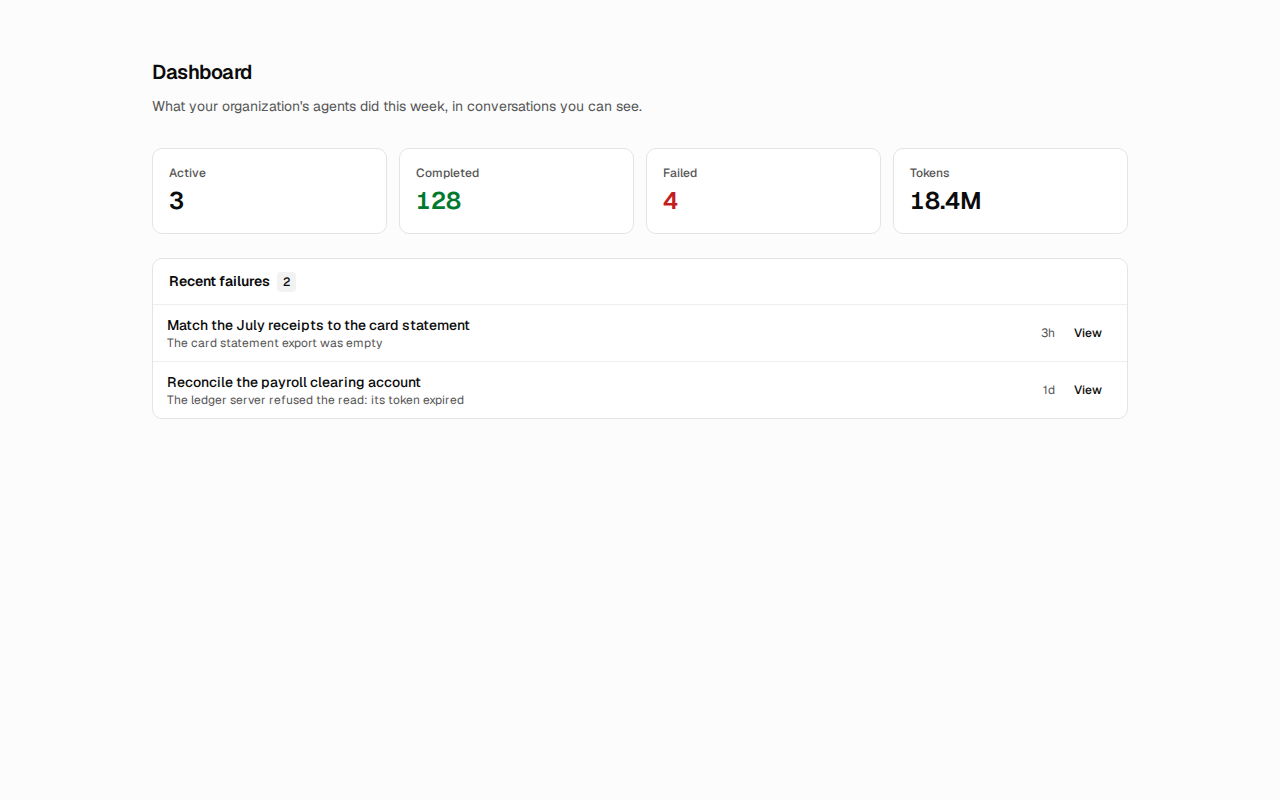 Dashboard
What your organization's agents did this week, in conversations you can see.
Active
3
Completed
128
Failed
4
Tokens
18.4M
Recent failures 2
Match the July receipts to the card statement
The card statement export was empty
3h View
Reconcile the payroll clearing account
The ledger server refused the read: its token expired
1d View